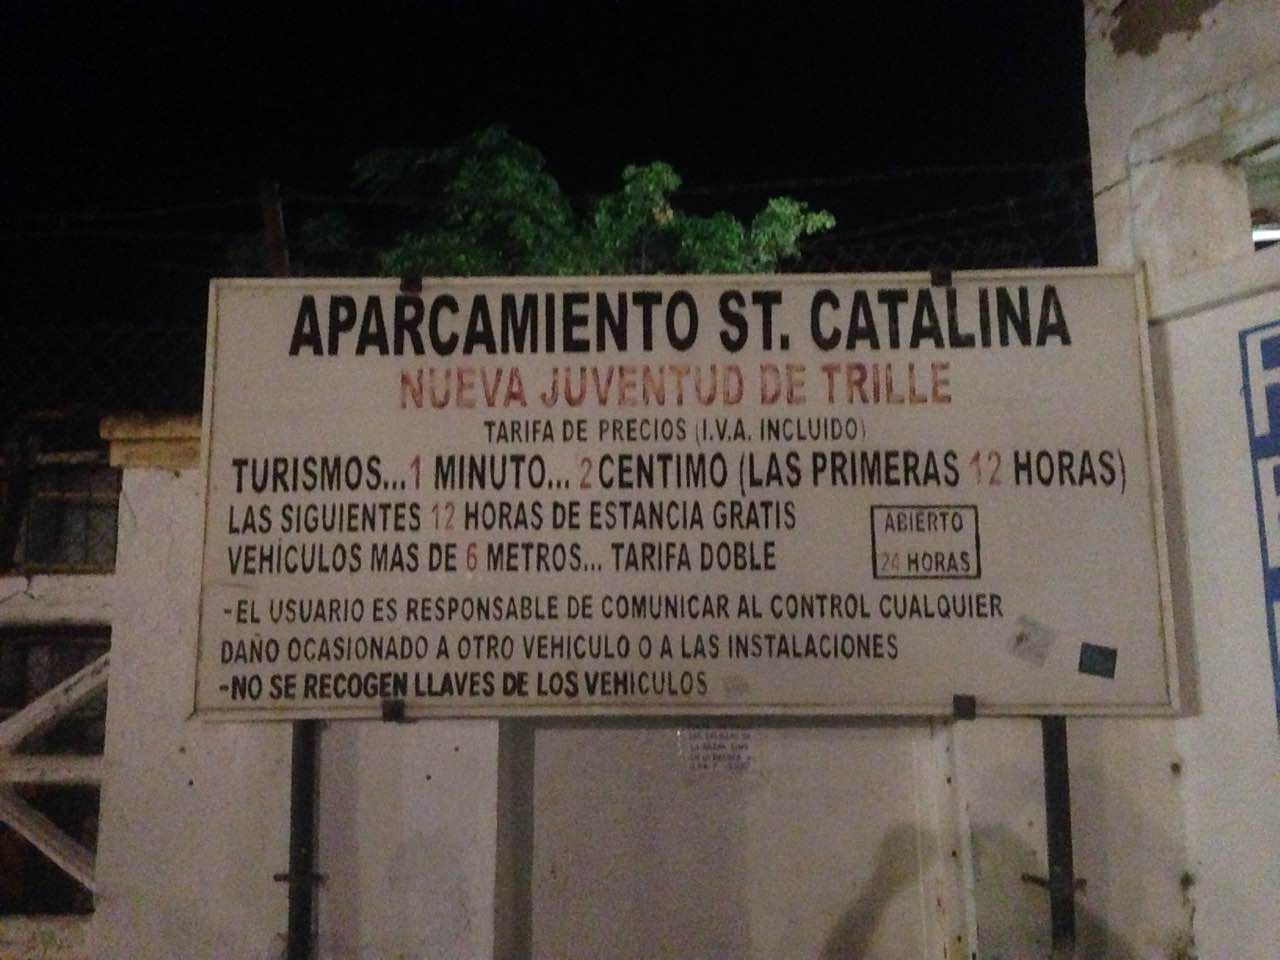 APARCAMIENTO ST. CATALINA
NUEVA JUVENTUD DE TRILLE
TARIFA DE PRECIOS (I.V.A. INCLUIDO)
TURISMOS...1 MINUTO... 2 CENTIMO (LAS PRIMERAS 12 HORAS)
LAS SIGUIENTES 12 HORAS DE ESTANCIA GRATIS
VEHÍCULOS MAS DE 6 METROS... TARIFA DOBLE
ABIERTO
24 HORAS
-EL USUARIO ES RESPONSABLE DE COMUNICAR AL CONTROL CUALQUIER
DAÑO OCASIONADO A OTRO VEHICULO O A LAS INSTALACIONES
-NO SE RECOGEN LLAVES DE LOS VEHICULOS